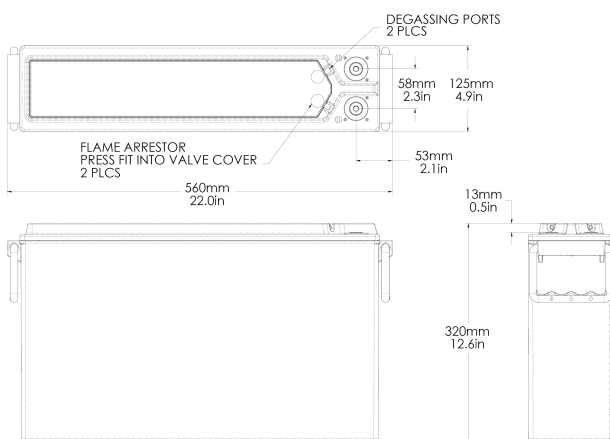 DEGASSING PORTS
2 PLCS
58mm
2.3in
125mm
4.9in
FLAME ARRESTOR
PRESS FIT INTO VALVE COVER
2 PLCS
53mm
2.1in
560mm
22.0in
13mm
0.5in
320mm
12.6in